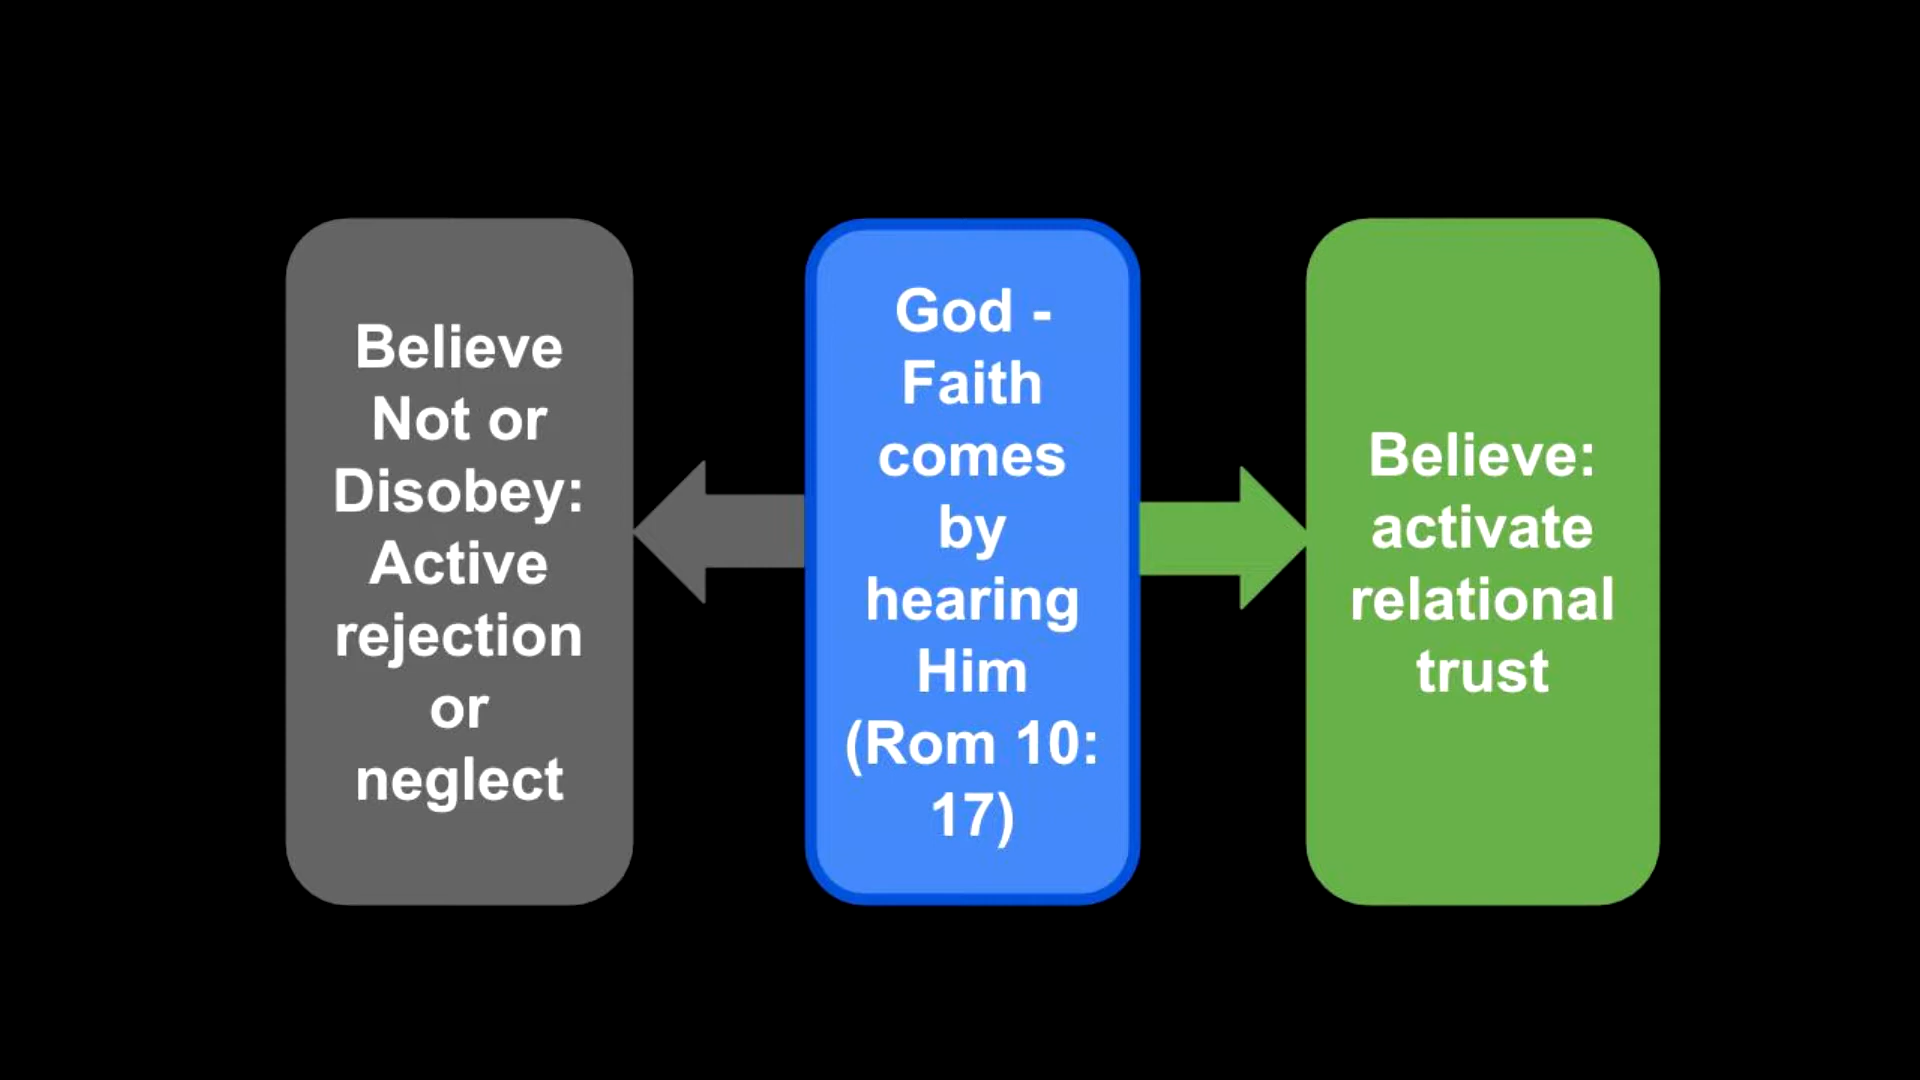 Believe
Not or
Disobey:
Active
rejection
or
neglect
God -
Faith
comes
by
hearing
Him
(Rom 10:
17)
Believe:
activate
relational
trust